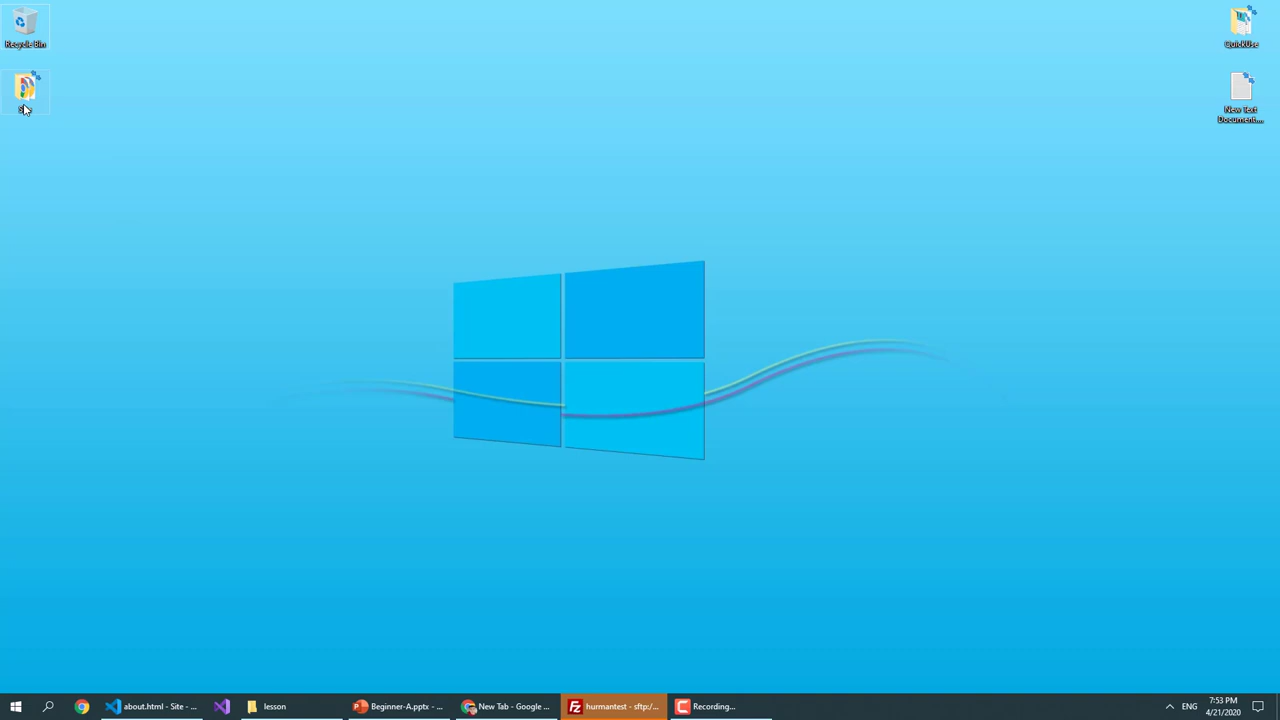 Recycle Bin
QuickUse
New Text
Document....
about.html - Site - ...
lesson
Beginner-A.pptx - ...
New Tab - Google ...
hurmantest - sftp:/...
Recording...
ENG
7:53 PM
4/21/2020